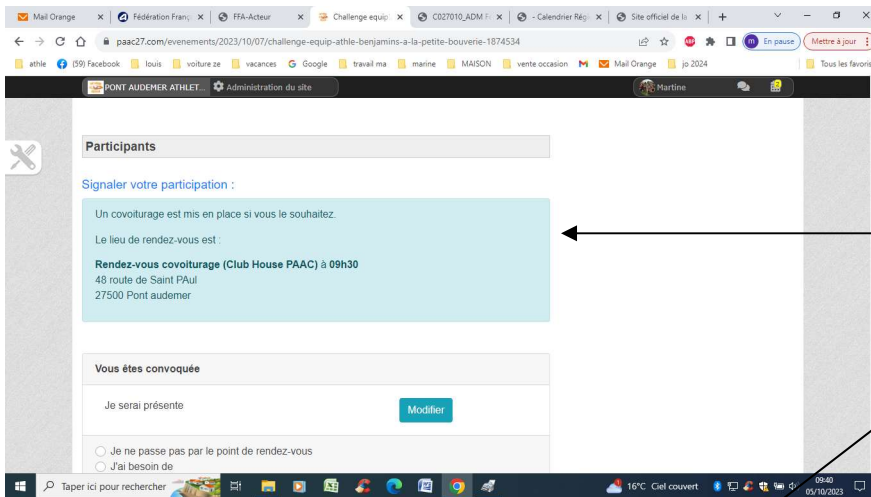 Mail Orange
Fédération Franç
FFA-Acteur
Challenge equip
C027010_ADM F
- Calendrier Régi
Site officiel de la
paac27.com/evenements/2023/10/07/challenge-equip-athle-benjamins-a-la-petite-bouverie-1874534
En pause
Mettre à jour
athle
(59) Facebook
louis
voiture ze
vacances
Google
travail ma
marine
MAISON
vente occasion
Mail Orange
jo 2024
Tous les favoris
PONT AUDEMER ATHLET...
Administration du site
Martine
Participants
Signaler votre participation :
Un covoiturage est mis en place si vous le souhaitez.
Le lieu de rendez-vous est :
Rendez-vous covoiturage (Club House PAAC) à 09h30
48 route de Saint PAul
27500 Pont audemer
Vous êtes convoquée
Je serai présente
Modifier
Je ne passe pas par le point de rendez-vous
J'ai besoin de
Taper ici pour rechercher
16°C Ciel couvert
09:40
05/10/2023